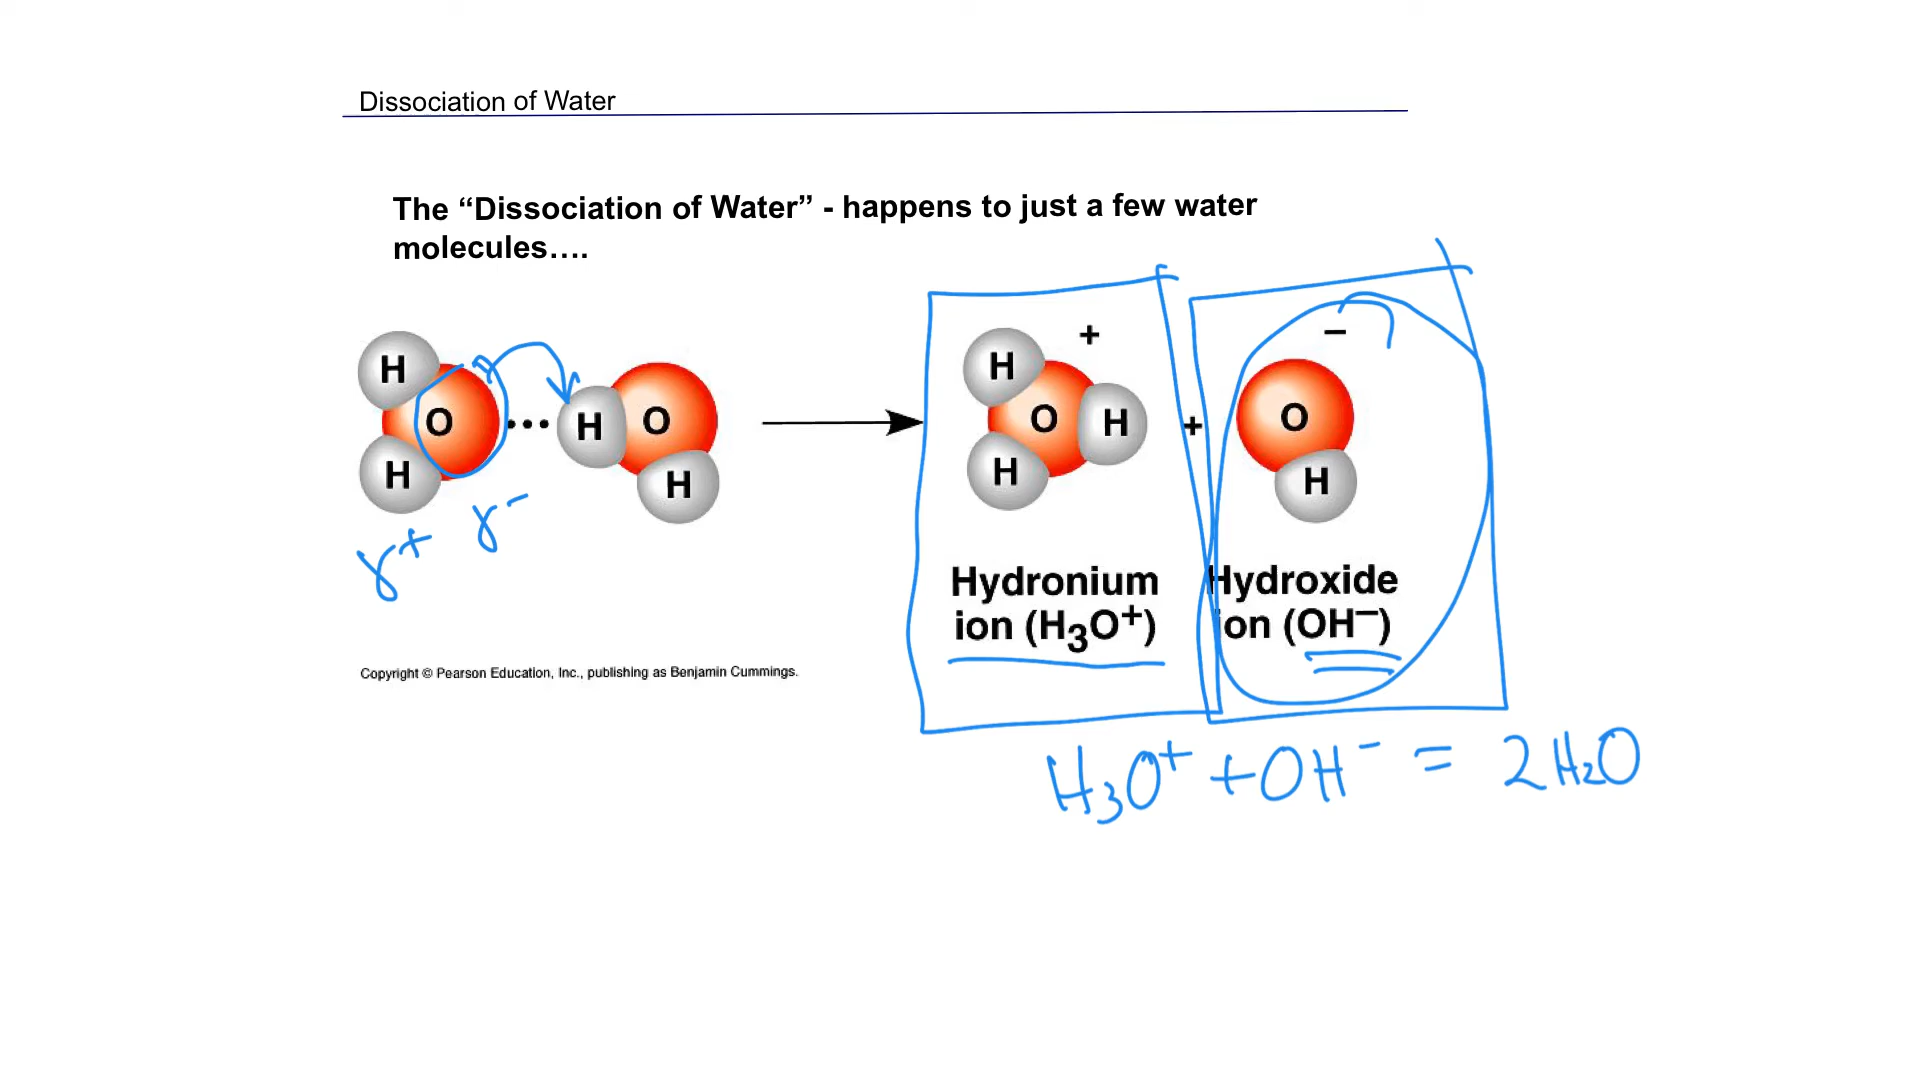 Dissociation of Water
The “Dissociation of Water” - happens to just a few water
molecules….
H O ... H O
H H
H O H + + O −
H H
γ+ γ−
Hydronium Hydroxide
ion (H₃O⁺) ion (OH⁻)
Copyright © Pearson Education, Inc., publishing as Benjamin Cummings.
H₃O⁺ + OH⁻ = 2H₂O